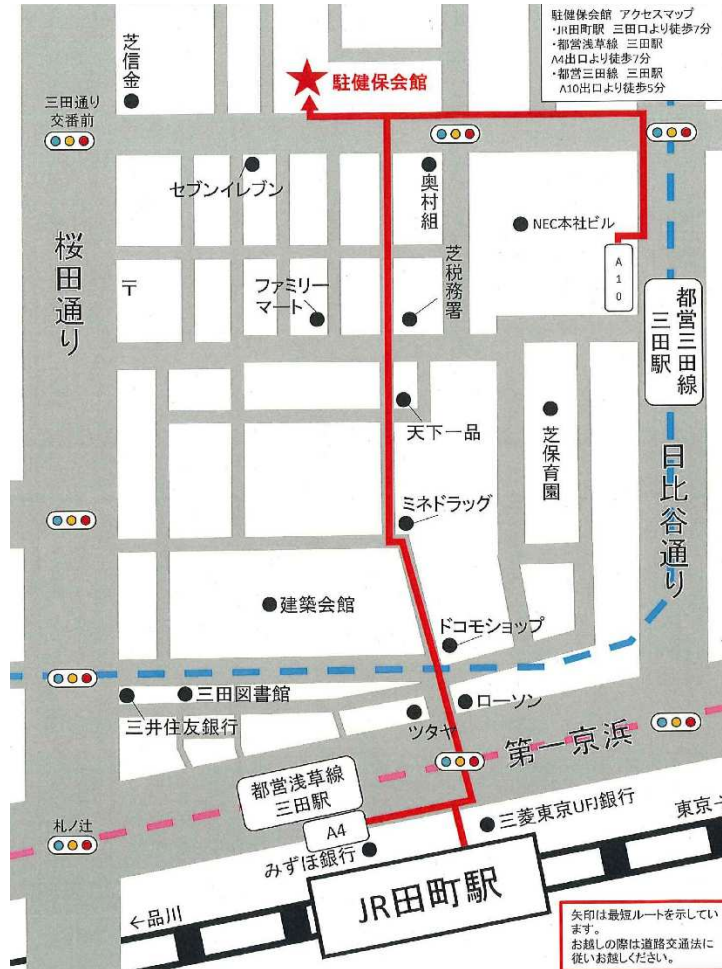 駐健保会館 アクセスマップ
・JR田町駅 三田口より徒歩7分
・都営浅草線 三田駅
A4出口より徒歩7分
・都営三田線 三田駅
A10出口より徒歩5分
芝信金
駐健保会館
三田通り
交番前
セブンイレブン
奥村組
NEC本社ビル
桜田通り
〒
ファミリー
マート
芝税務署
A10
都営三田線
三田駅
天下一品
芝保育園
日比谷通り
ミネドラッグ
建築会館
ドコモショップ
三田図書館
三井住友銀行
ローソン
ツタヤ
第一京浜
都営浅草線
三田駅
A4
札ノ辻
みずほ銀行
三菱東京UFJ銀行
東京
JR田町駅
←品川
矢印は最短ルートを示してい
ます。
お越しの際は道路交通法に
従いお越しください。